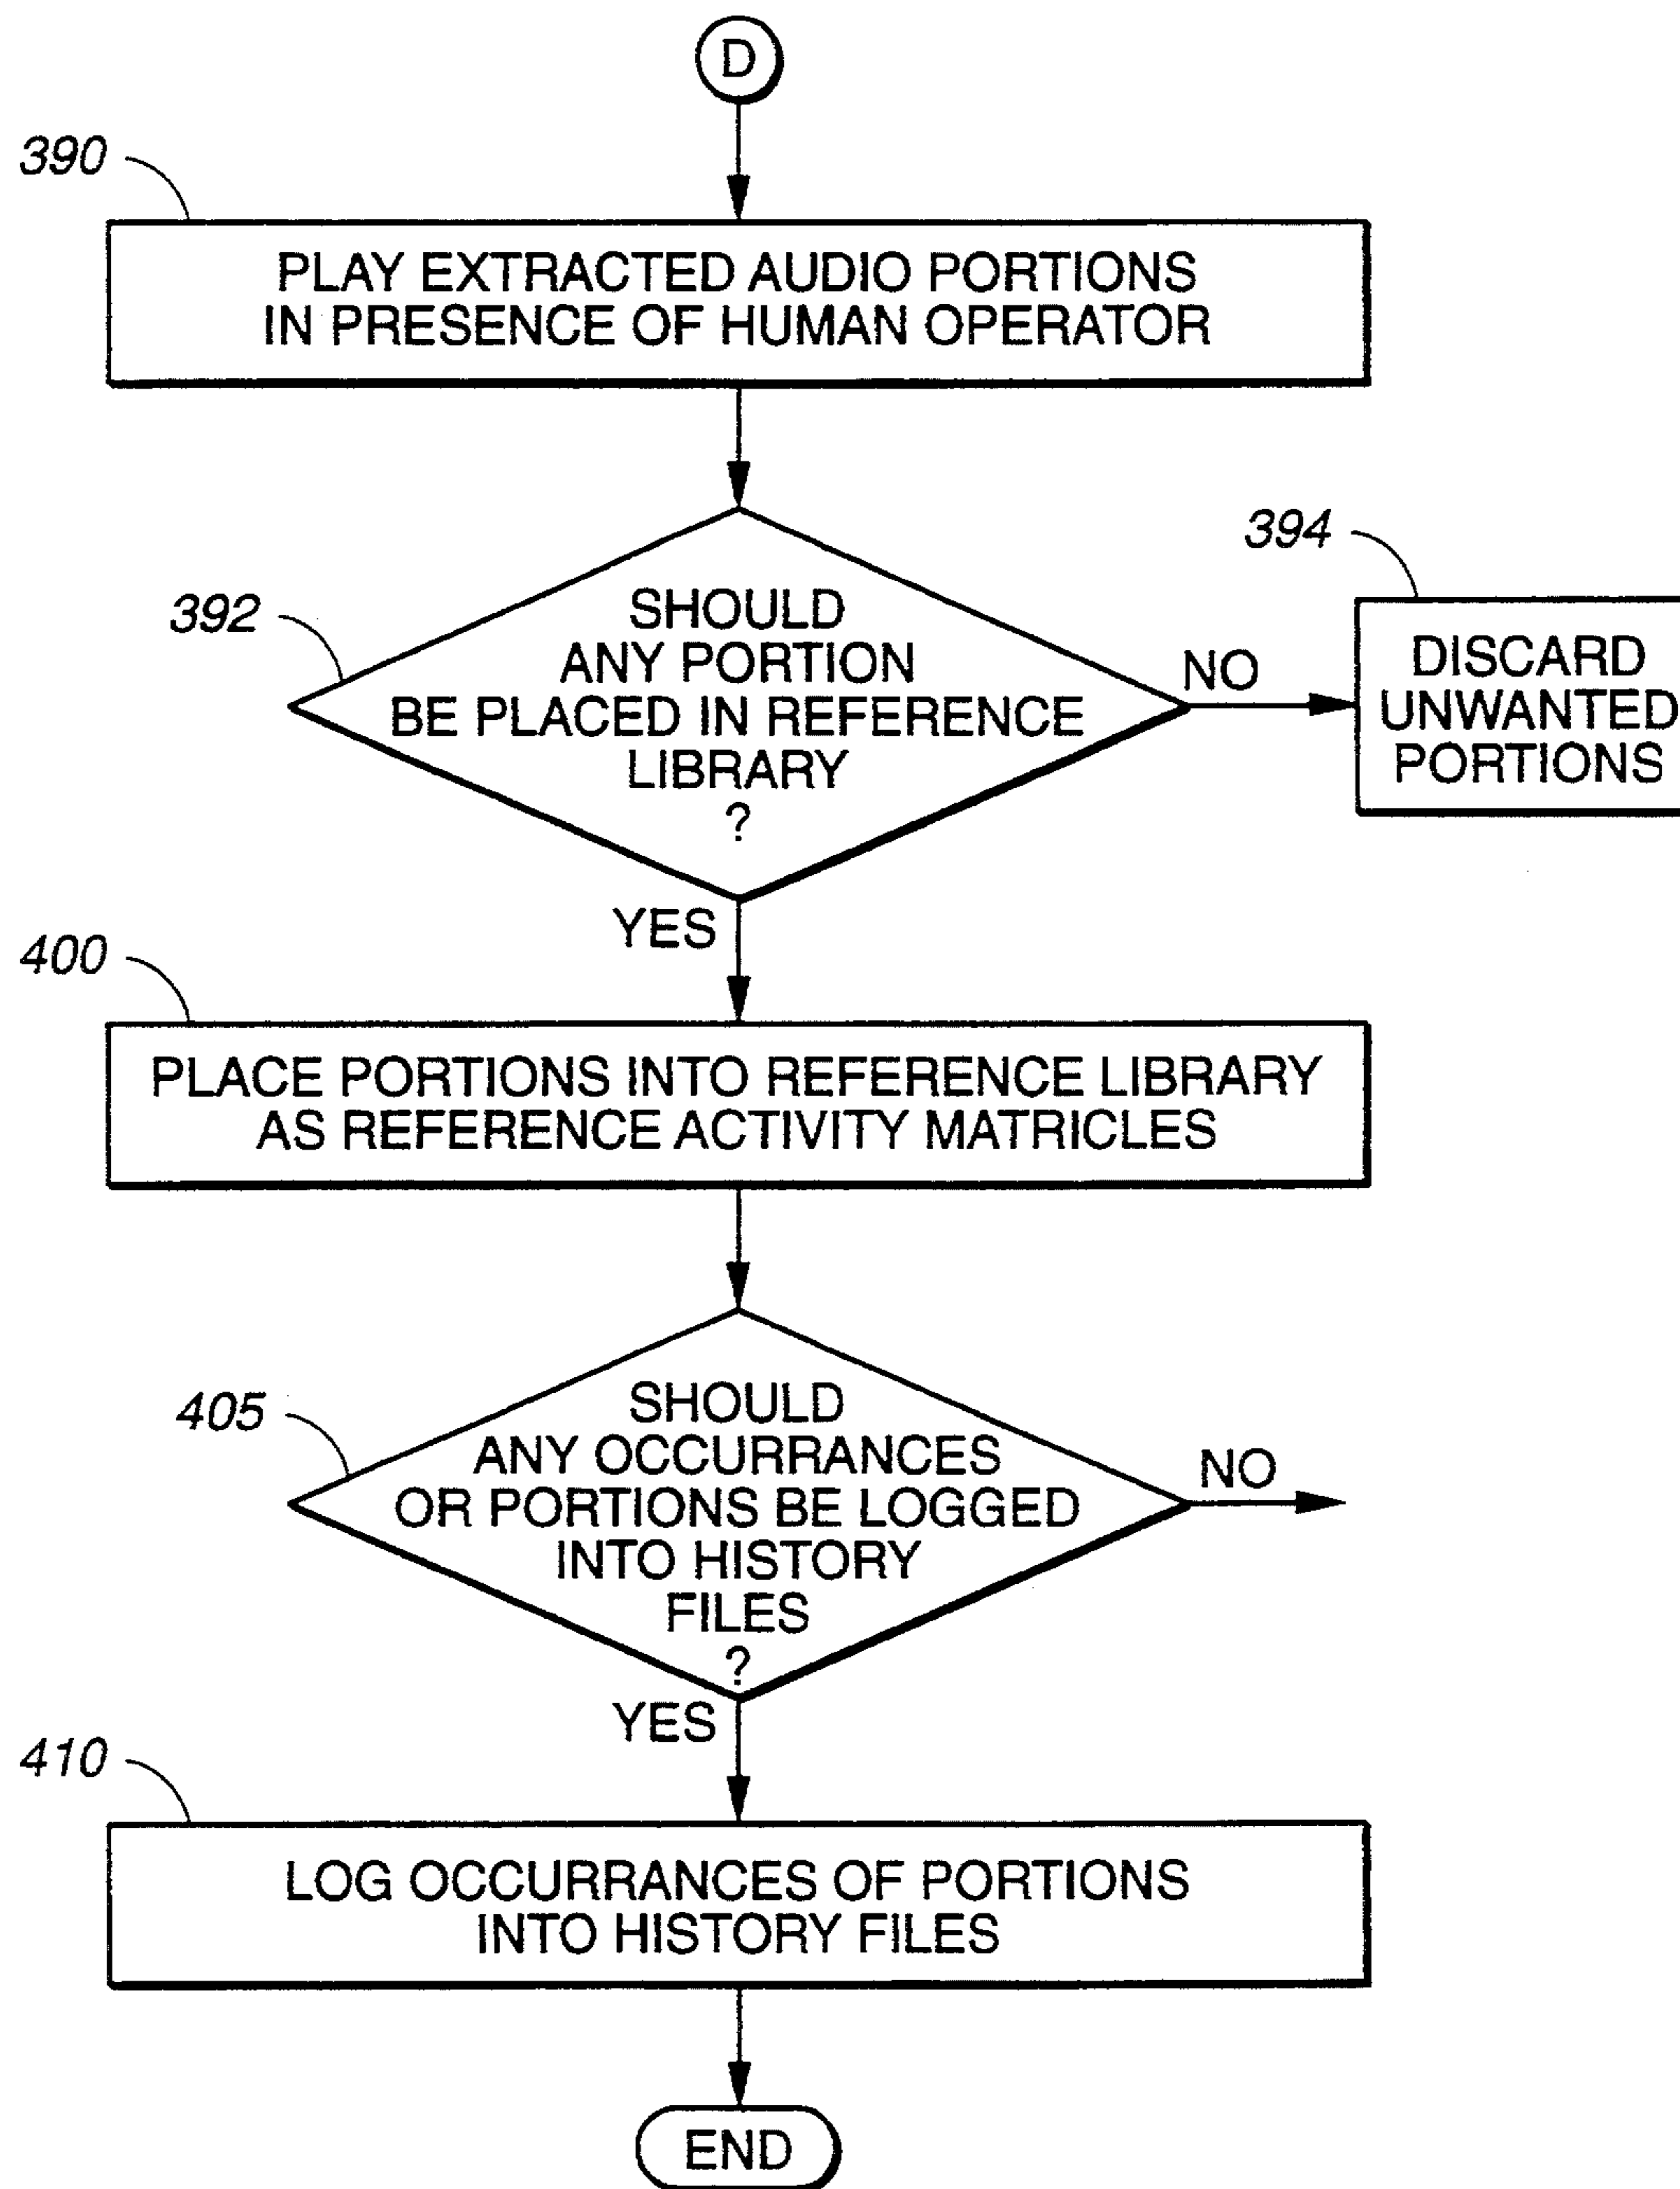 D
390
PLAY EXTRACTED AUDIO PORTIONS
IN PRESENCE OF HUMAN OPERATOR
394
392
SHOULD
ANY PORTION
BE PLACED IN REFERENCE
LIBRARY
?
NO
DISCARD
UNWANTED
PORTIONS
YES
400
PLACE PORTIONS INTO REFERENCE LIBRARY
AS REFERENCE ACTIVITY MATRICLES
405
SHOULD
ANY OCCURRANCES
OR PORTIONS BE LOGGED
INTO HISTORY
FILES
?
NO
YES
410
LOG OCCURRANCES OF PORTIONS
INTO HISTORY FILES
END